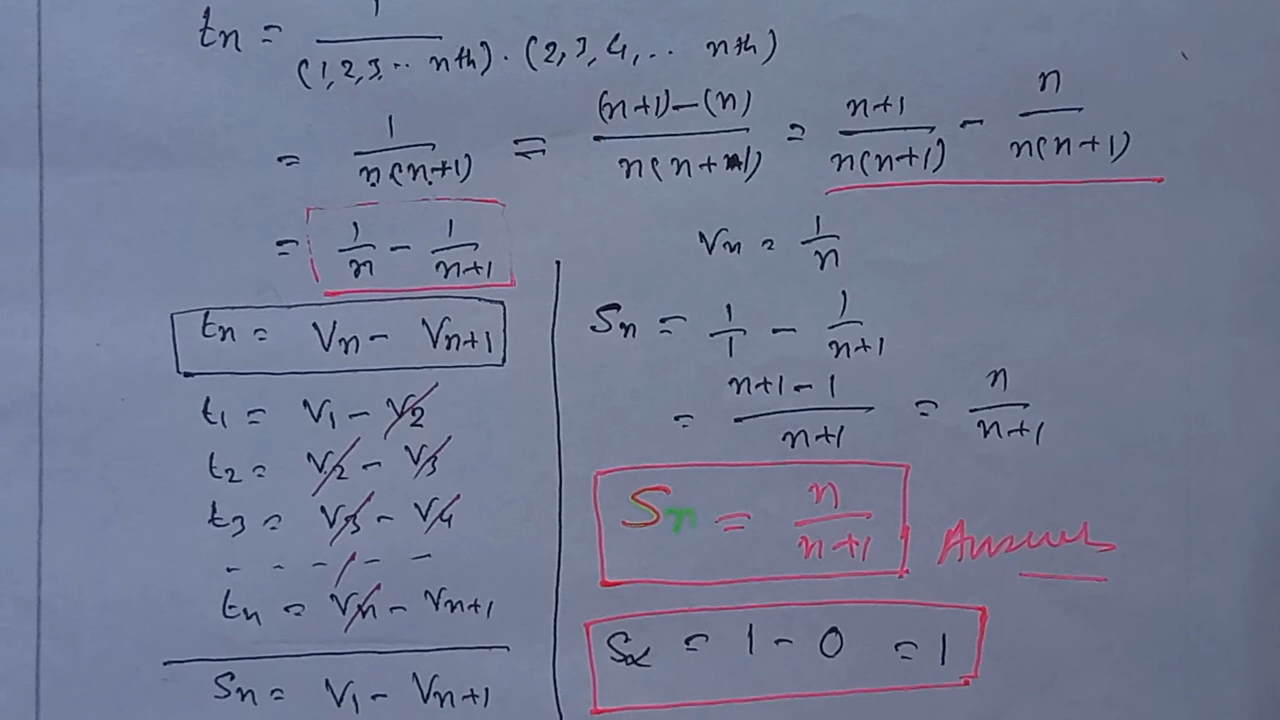 tn = 1 / (1,2,3... nth) . (2,3,4,... nth)
= 1 / n(n+1) = (n+1)-(n) / n(n+1) = n+1 / n(n+1) - n / n(n+1)
= 1/n - 1/n+1
Vn = 1/n
tn = Vn - Vn+1
t1 = V1 - V2
t2 = V2 - V3
t3 = V3 - V4
- - - - -
tn = Vn - Vn+1
Sn = V1 - Vn+1
Sn = 1/1 - 1/n+1
= n+1-1 / n+1 = n / n+1
Sn = n / n+1 Answer
S∝ = 1 - 0 = 1